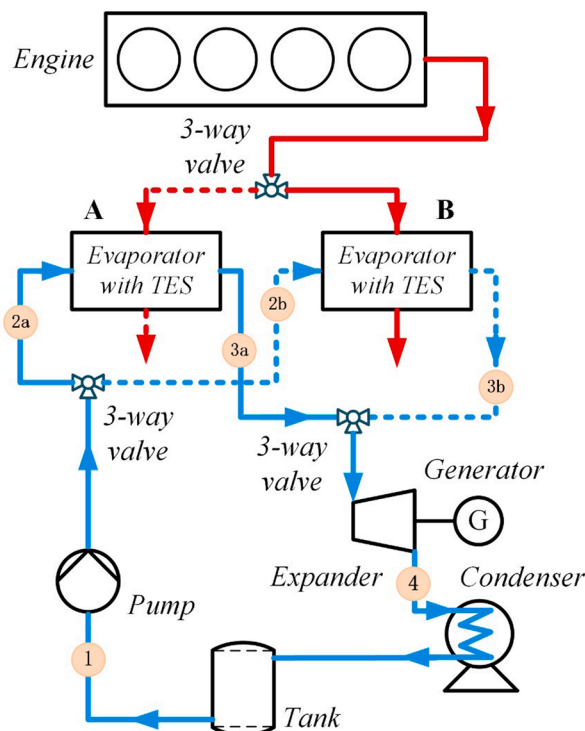 Engine
3-way
valve
A
B
Evaporator
with TES
Evaporator
with TES
2a
2b
3a
3b
3-way
valve
3-way
valve
Generator
G
Expander
4
Condenser
Pump
1
Tank